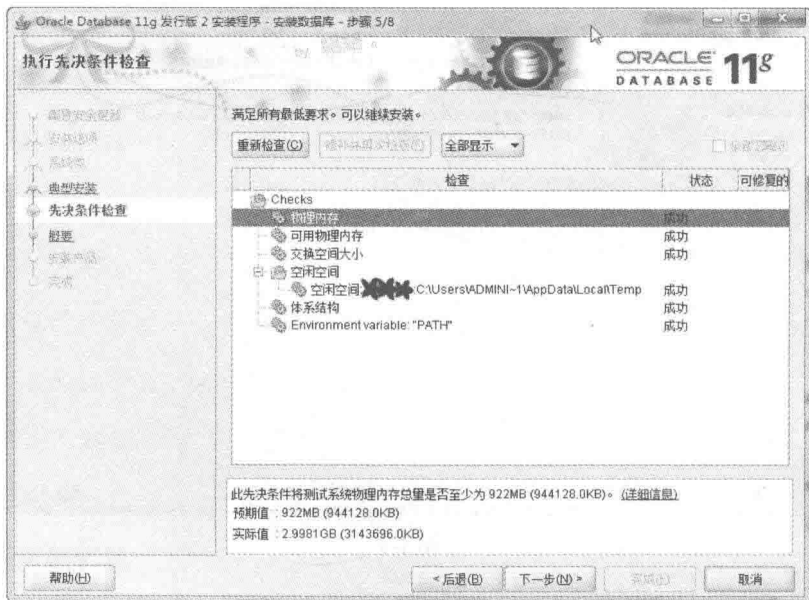 Oracle Database 11g 发行版 2 安装程序 - 安装数据库 - 步骤 5/8
执行先决条件检查
ORACLE
DATABASE 11g
满足所有最低要求。可以继续安装。
重新检查(C)
全部显示
典型安装
先决条件检查
概要
检查 状态 可修复的
Checks
物理内存 成功
可用物理内存 成功
交换空间大小 成功
空闲空间
空闲空间: :C:\Users\ADMINI~1\AppData\Local\Temp 成功
体系结构 成功
Environment variable: "PATH" 成功
此先决条件将测试系统物理内存总量是否至少为 922MB (944128.0KB)。 (详细信息)
预期值 : 922MB (944128.0KB)
实际值 : 2.9981GB (3143696.0KB)
帮助(H)
< 后退(B)
下一步(N) >
取消